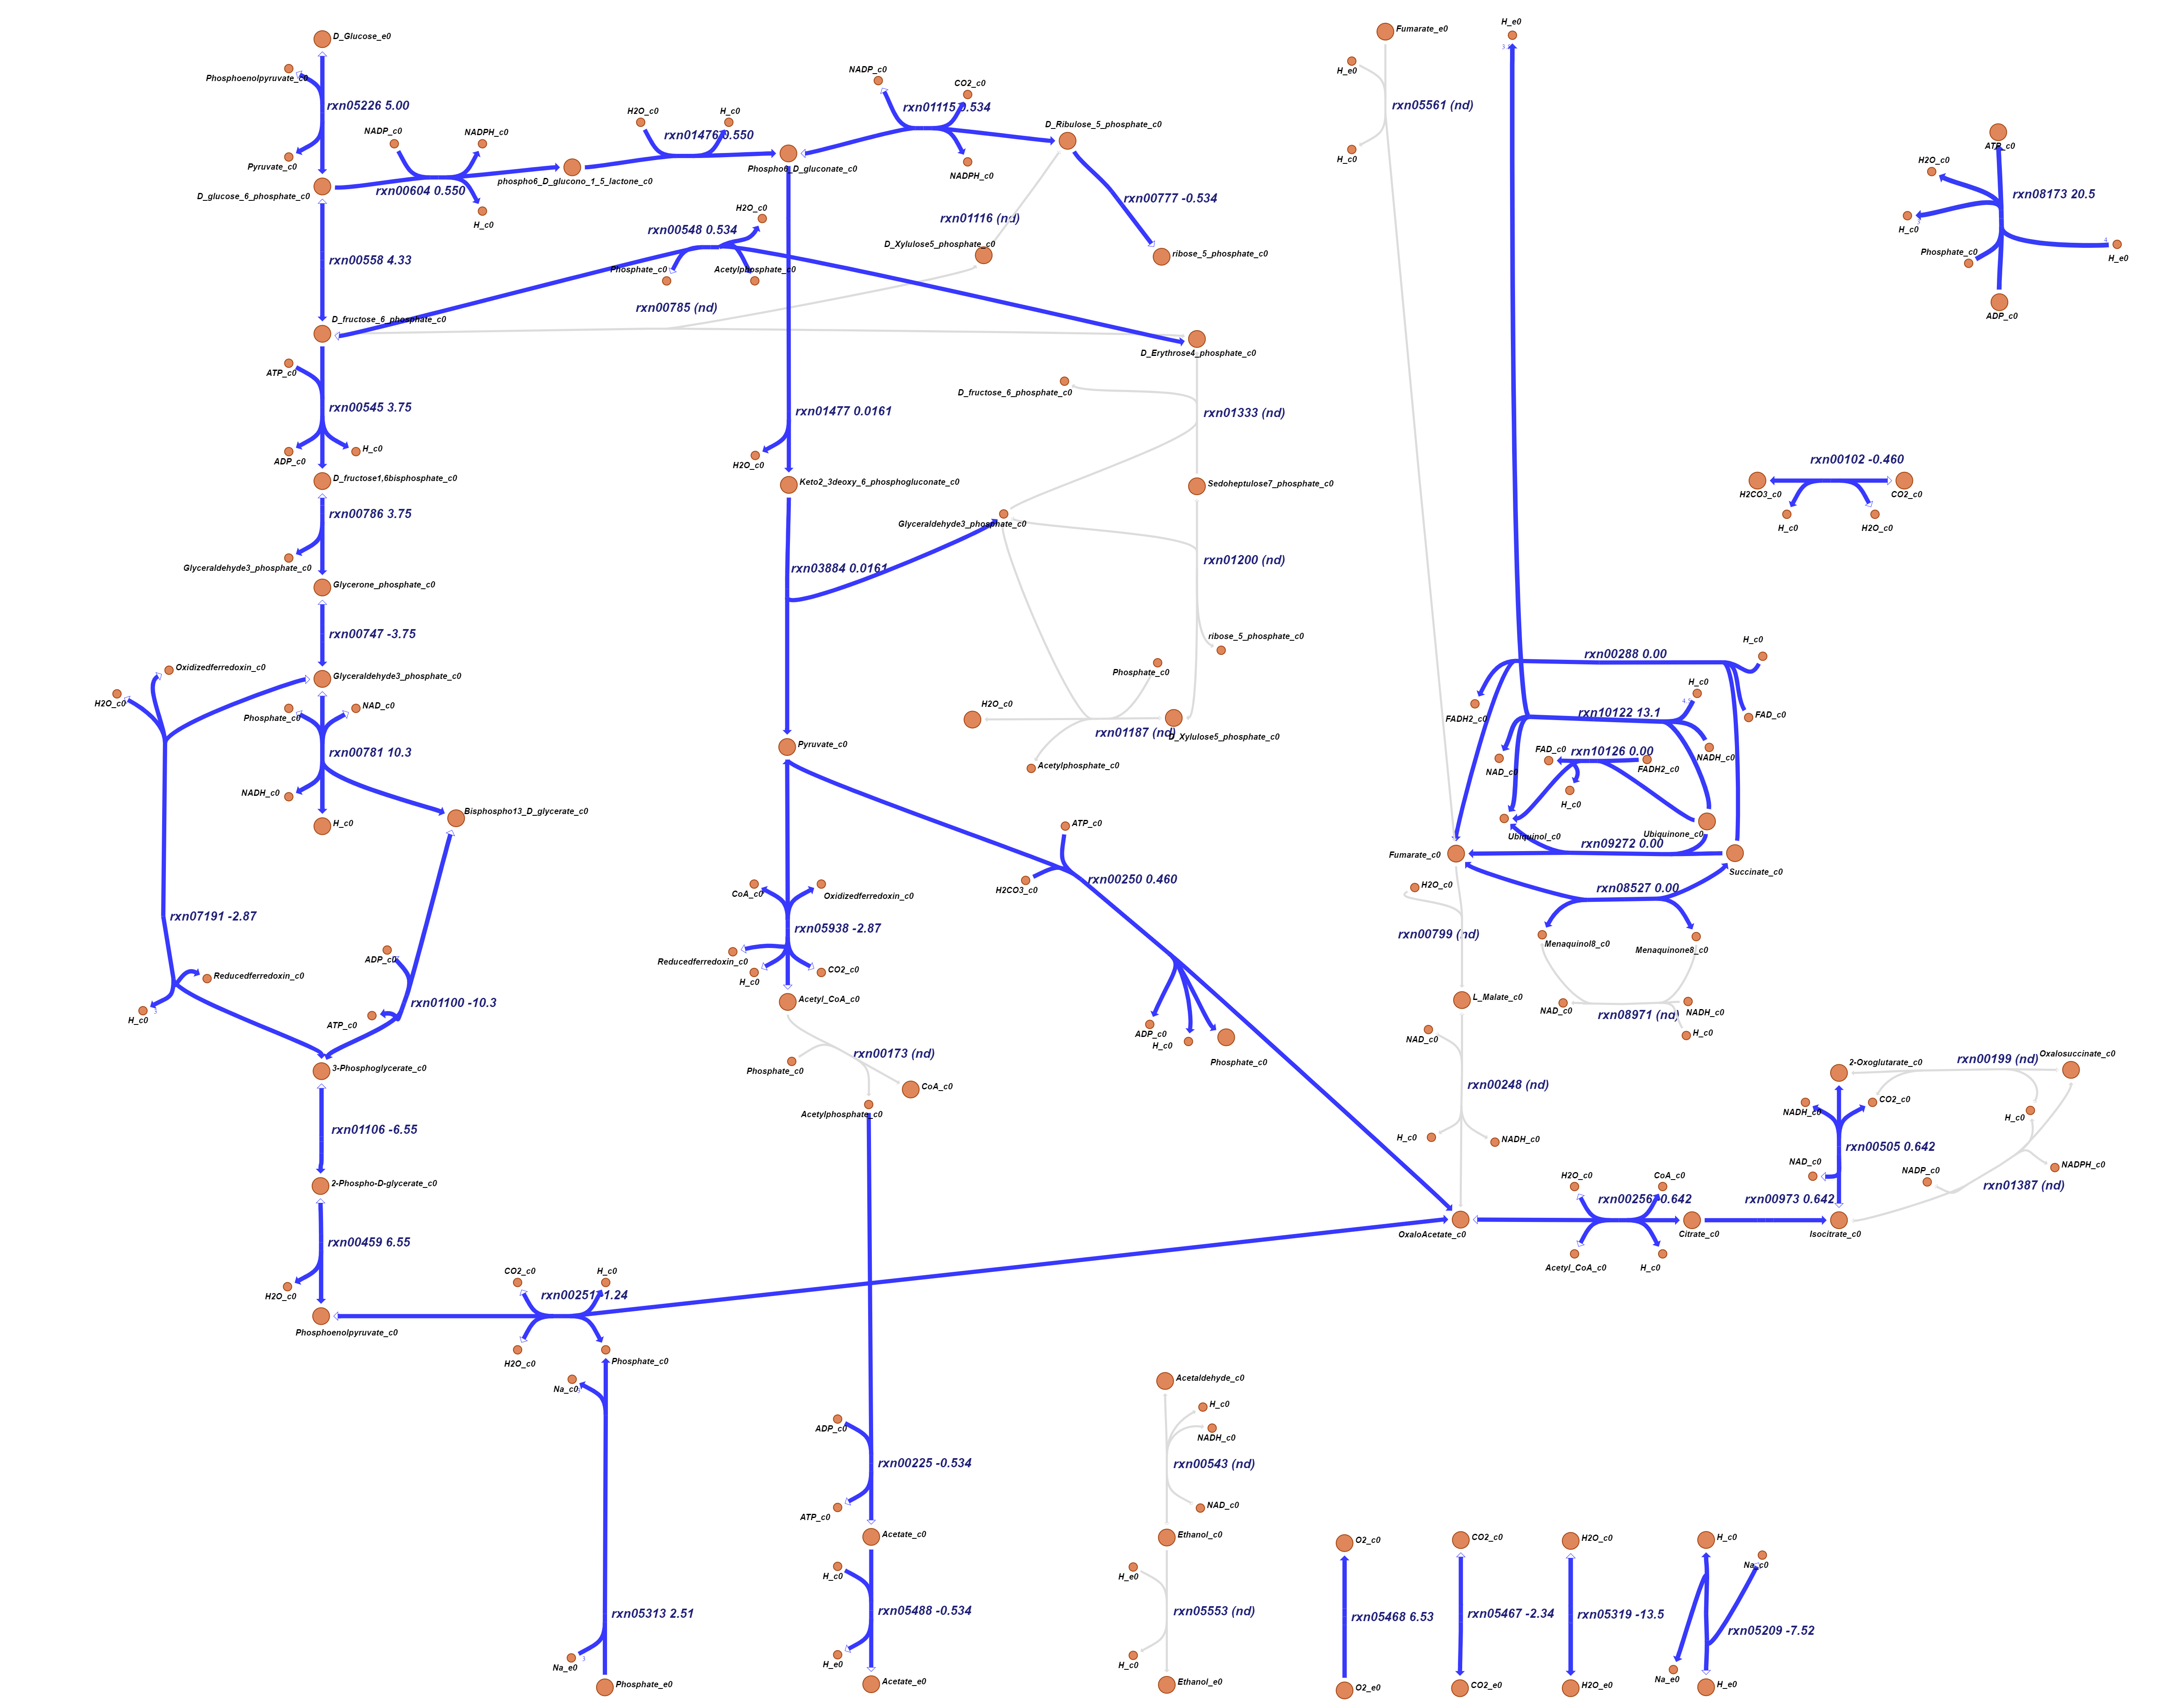 D_Glucose_e0
Phosphoenolpyruvate_c0
rxn05226 5.00
Pyruvate_c0
D_glucose_6_phosphate_c0
NADP_c0
NADPH_c0
rxn00604 0.550
H_c0
phospho6_D_glucono_1_5_lactone_c0
H2O_c0
H_c0
rxn01476 0.550
Phospho6_D_gluconate_c0
NADP_c0
CO2_c0
rxn01115 0.534
NADPH_c0
D_Ribulose_5_phosphate_c0
rxn00777 -0.534
ribose_5_phosphate_c0
rxn01116 (nd)
D_Xylulose5_phosphate_c0
rxn00558 4.33
rxn00548 0.534
H2O_c0
Phosphate_c0
Acetylphosphate_c0
rxn00785 (nd)
D_fructose_6_phosphate_c0
D_Erythrose4_phosphate_c0
ATP_c0
rxn00545 3.75
ADP_c0
H_c0
D_fructose1,6bisphosphate_c0
rxn00786 3.75
Glyceraldehyde3_phosphate_c0
Glycerone_phosphate_c0
rxn00747 -3.75
Glyceraldehyde3_phosphate_c0
Oxidizedferredoxin_c0
H2O_c0
Phosphate_c0
NAD_c0
rxn00781 10.3
NADH_c0
H_c0
Bisphospho13_D_glycerate_c0
rxn07191 -2.87
Reducedferredoxin_c0
H_c0
3
ADP_c0
rxn01100 -10.3
ATP_c0
3-Phosphoglycerate_c0
rxn01106 -6.55
2-Phospho-D-glycerate_c0
rxn00459 6.55
H2O_c0
Phosphoenolpyruvate_c0
CO2_c0
H_c0
rxn00251 1.24
H2O_c0
Phosphate_c0
Na_c0
rxn05313 2.51
Na_e0
3
Phosphate_e0
rxn01477 0.0161
H2O_c0
Keto2_3deoxy_6_phosphogluconate_c0
rxn03884 0.0161
Glyceraldehyde3_phosphate_c0
D_fructose_6_phosphate_c0
rxn01333 (nd)
Sedoheptulose7_phosphate_c0
rxn01200 (nd)
ribose_5_phosphate_c0
Phosphate_c0
H2O_c0
rxn01187 (nd)
D_Xylulose5_phosphate_c0
Acetylphosphate_c0
Pyruvate_c0
CoA_c0
Oxidizedferredoxin_c0
rxn05938 -2.87
Reducedferredoxin_c0
H_c0
CO2_c0
Acetyl_CoA_c0
rxn00173 (nd)
Phosphate_c0
CoA_c0
Acetylphosphate_c0
ADP_c0
rxn00225 -0.534
ATP_c0
Acetate_c0
H_c0
rxn05488 -0.534
H_e0
Acetate_e0
ATP_c0
H2CO3_c0
rxn00250 0.460
ADP_c0
H_c0
Phosphate_c0
Acetaldehyde_c0
H_c0
NADH_c0
rxn00543 (nd)
NAD_c0
Ethanol_c0
H_e0
rxn05553 (nd)
H_c0
Ethanol_e0
Fumarate_e0
H_e0
rxn05561 (nd)
H_c0
H_e0
ATP_c0
H2O_c0
rxn08173 20.5
H_c0
Phosphate_c0
4
H_e0
ADP_c0
rxn00102 -0.460
H2CO3_c0
CO2_c0
H_c0
H2O_c0
H_c0
rxn00288 0.00
FADH2_c0
FAD_c0
H_c0
rxn10122 13.1
NAD_c0
NADH_c0
FAD_c0
rxn10126 0.00
FADH2_c0
H_c0
Ubiquinol_c0
Ubiquinone_c0
rxn09272 0.00
Fumarate_c0
Succinate_c0
rxn08527 0.00
H2O_c0
Menaquinol8_c0
Menaquinone8_c0
rxn00799 (nd)
L_Malate_c0
NAD_c0
rxn08971 (nd)
NADH_c0
H_c0
NAD_c0
rxn00248 (nd)
H_c0
NADH_c0
OxaloAcetate_c0
H2O_c0
CoA_c0
rxn00256 0.642
Acetyl_CoA_c0
H_c0
Citrate_c0
rxn00973 0.642
Isocitrate_c0
2-Oxoglutarate_c0
NADH_c0
CO2_c0
rxn00505 0.642
NAD_c0
rxn00199 (nd)
Oxalosuccinate_c0
H_c0
NADP_c0
NADPH_c0
rxn01387 (nd)
O2_c0
rxn05468 6.53
O2_e0
CO2_c0
rxn05467 -2.34
CO2_e0
H2O_c0
rxn05319 -13.5
H2O_e0
H_c0
Na_c0
rxn05209 -7.52
Na_e0
H_e0